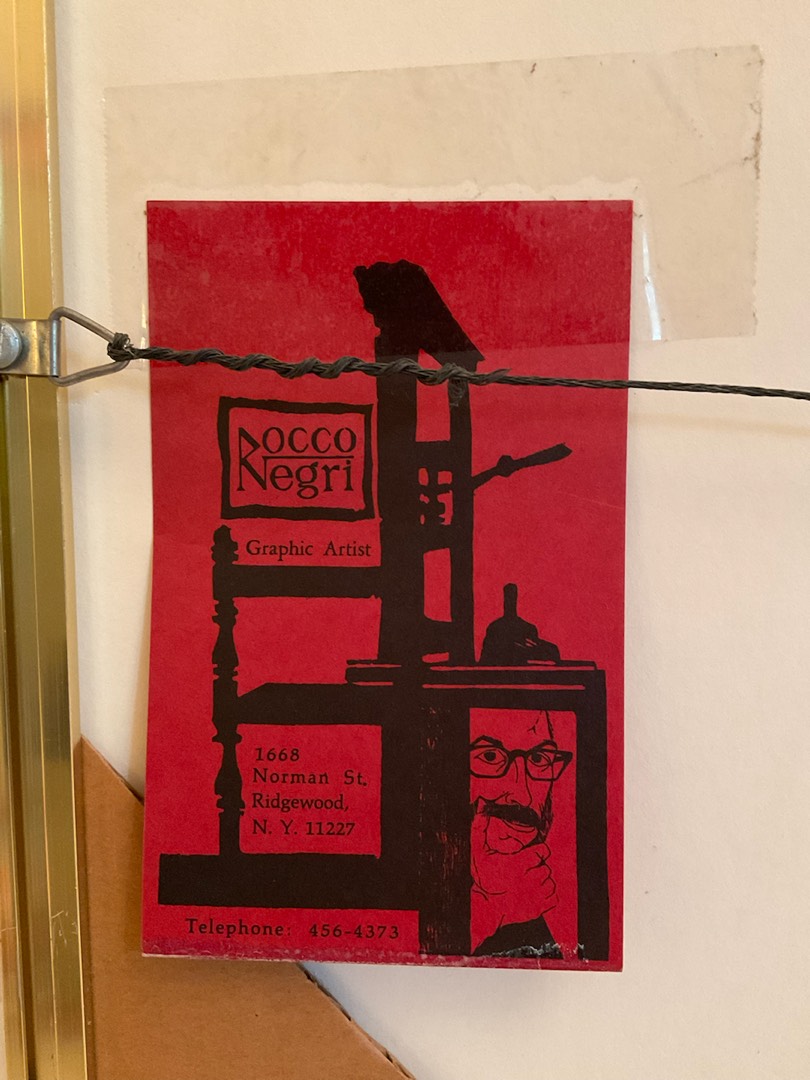 Rocco
Negri
Graphic Artist
1668
Norman St.
Ridgewood,
N. Y. 11227
Telephone: 456-4373